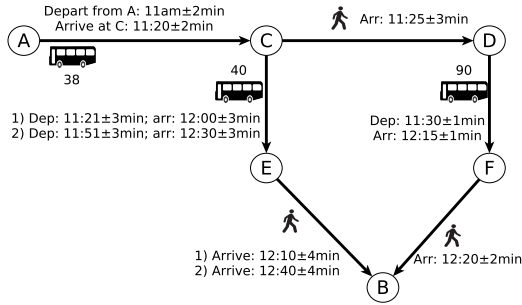 Depart from A: 11am±2min
Arrive at C: 11:20±2min
Arr: 11:25±3min
A
C
D
38
40
90
1) Dep: 11:21±3min; arr: 12:00±3min
2) Dep: 11:51±3min; arr: 12:30±3min
Dep: 11:30±1min
Arr: 12:15±1min
E
F
1) Arrive: 12:10±4min
2) Arrive: 12:40±4min
Arr: 12:20±2min
B